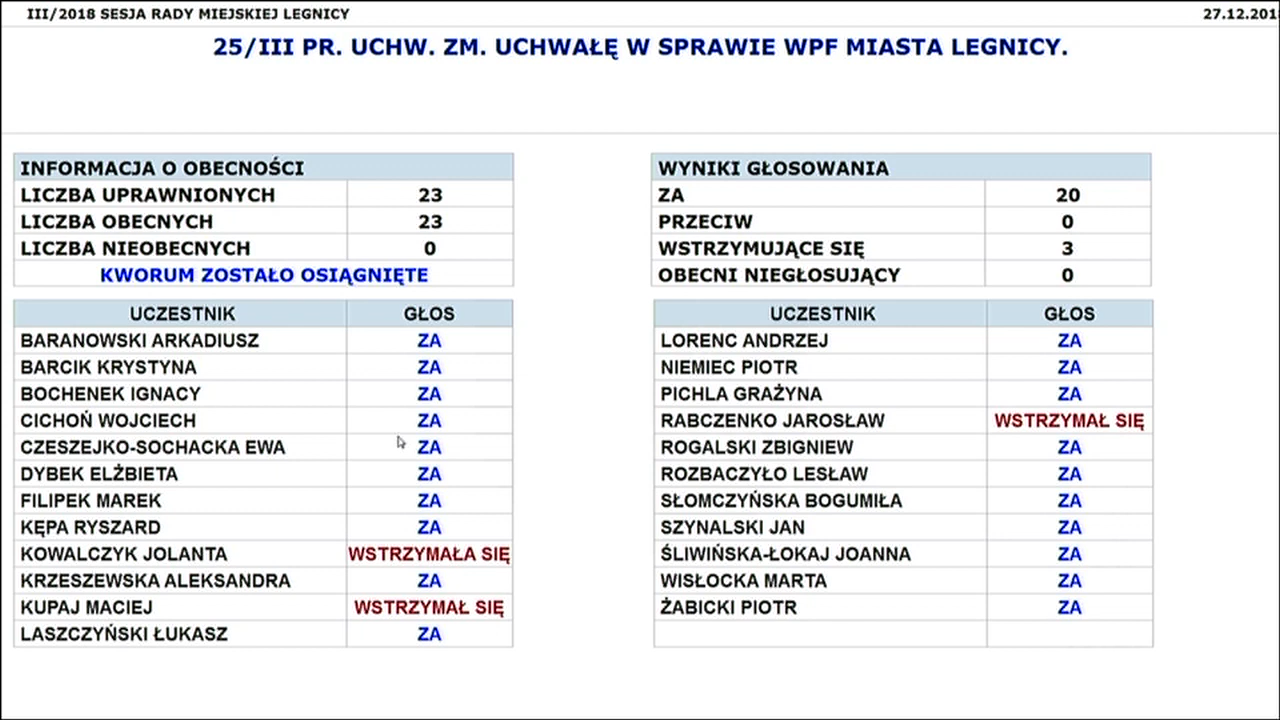 III/2018 SESJA RADY MIEJSKIEJ LEGNICY
27.12.201
25/III PR. UCHW. ZM. UCHWAŁĘ W SPRAWIE WPF MIASTA LEGNICY.
INFORMACJA O OBECNOŚCI
LICZBA UPRAWNIONYCH 23
LICZBA OBECNYCH 23
LICZBA NIEOBECNYCH 0
KWORUM ZOSTAŁO OSIĄGNIĘTE
WYNIKI GŁOSOWANIA
ZA 20
PRZECIW 0
WSTRZYMUJĄCE SIĘ 3
OBECNI NIEGŁOSUJĄCY 0
UCZESTNIK GŁOS
BARANOWSKI ARKADIUSZ ZA
BARCIK KRYSTYNA ZA
BOCHENEK IGNACY ZA
CICHOŃ WOJCIECH ZA
CZESZEJKO-SOCHACKA EWA ZA
DYBEK ELŻBIETA ZA
FILIPEK MAREK ZA
KĘPA RYSZARD ZA
KOWALCZYK JOLANTA WSTRZYMAŁA SIĘ
KRZESZEWSKA ALEKSANDRA ZA
KUPAJ MACIEJ WSTRZYMAŁ SIĘ
LASZCZYŃSKI ŁUKASZ ZA
UCZESTNIK GŁOS
LORENC ANDRZEJ ZA
NIEMIEC PIOTR ZA
PICHLA GRAŻYNA ZA
RABCZENKO JAROSŁAW WSTRZYMAŁ SIĘ
ROGALSKI ZBIGNIEW ZA
ROZBACZYŁO LESŁAW ZA
SŁOMCZYŃSKA BOGUMIŁA ZA
SZYNALSKI JAN ZA
ŚLIWIŃSKA-ŁOKAJ JOANNA ZA
WISŁOCKA MARTA ZA
ŻABICKI PIOTR ZA